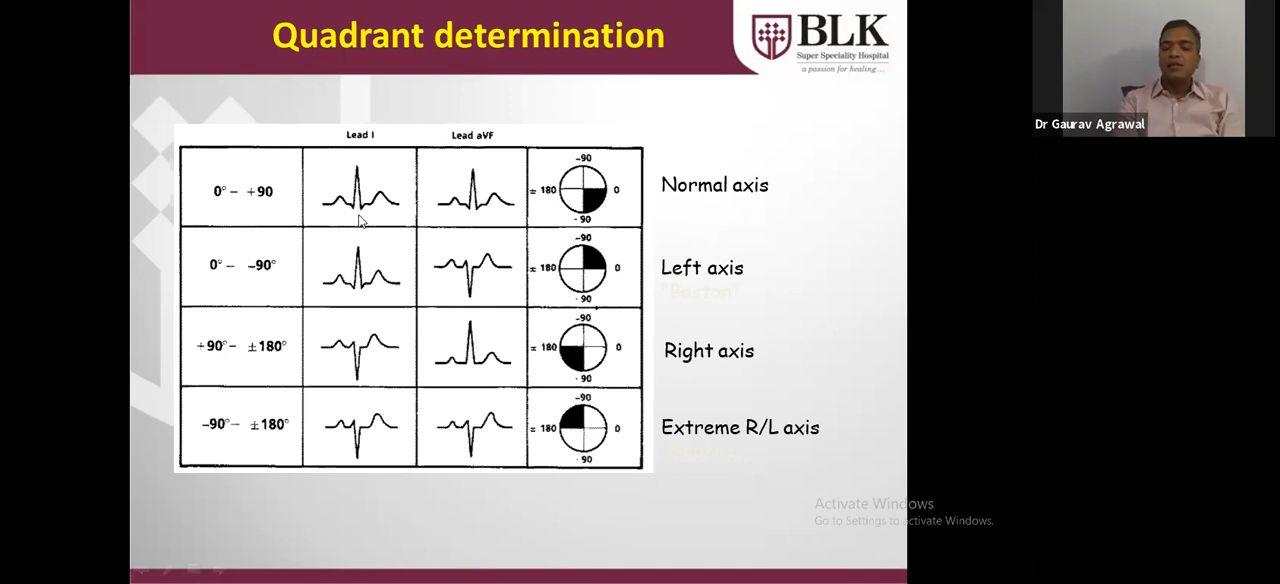 Quadrant determination
BLK
Super Speciality Hospital
a passion for healing...
Dr Gaurav Agrawal
Lead I
Lead aVF
0° – +90
-90
± 180
0
· 90
Normal axis
0° – -90°
-90
± 180
0
· 90
Left axis
"Baston"
+90° – ±180°
-90
= 180
0
· 90
Right axis
-90° – ±180°
-90
= 180
0
· 90
Extreme R/L axis
Activate Windows
Go to Settings to activate Windows.